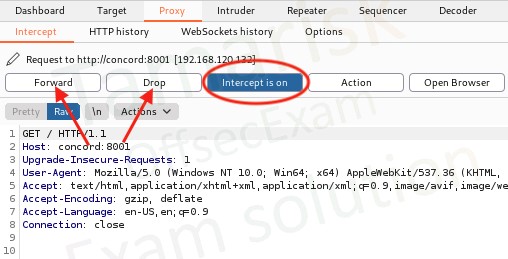 Dashboard Target Proxy Intruder Repeater Sequencer Decoder
Intercept HTTP history WebSockets history Options
Request to http://concord:8001 [192.168.120.132]
Forward Drop Intercept is on Action Open Browser
Pretty Raw \n Actions
1 GET / HTTP/1.1
2 Host: concord:8001
3 Upgrade-Insecure-Requests: 1
4 User-Agent: Mozilla/5.0 (Windows NT 10.0; Win64; x64) AppleWebKit/537.36 (KHTML,
5 Accept: text/html,application/xhtml+xml,application/xml;q=0.9,image/avif,image/we
6 Accept-Encoding: gzip, deflate
7 Accept-Language: en-US,en;q=0.9
8 Connection: close
9
10
OffsecExam
Exam solution